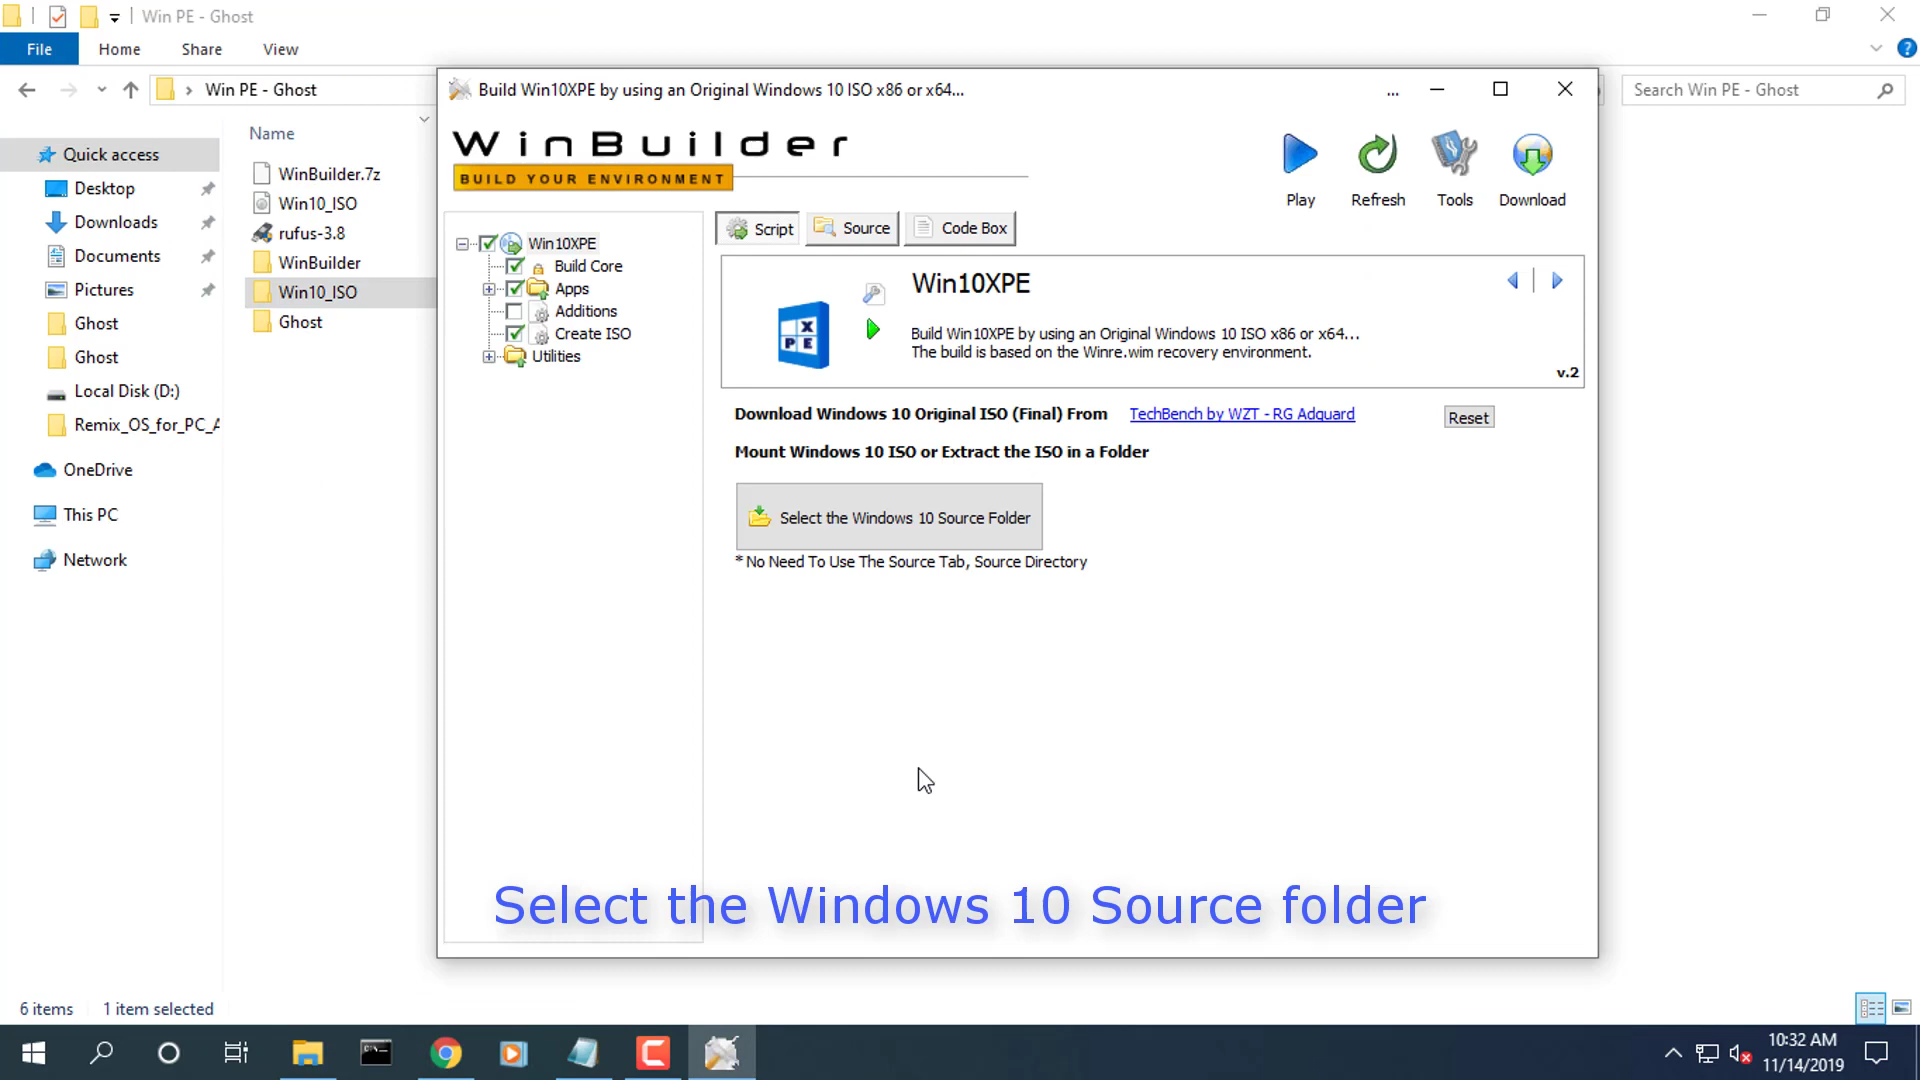 Win PE - Ghost
File
Home
Share
View
Win PE - Ghost
Search Win PE - Ghost
Quick access
Desktop
Downloads
Documents
Pictures
Ghost
Ghost
Local Disk (D:)
Remix_OS_for_PC_A
OneDrive
This PC
Network
Name
WinBuilder.7z
Win10_ISO
rufus-3.8
WinBuilder
Win10_ISO
Ghost
Build Win10XPE by using an Original Windows 10 ISO x86 or x64...
...
WinBuilder
BUILD YOUR ENVIRONMENT
Play
Refresh
Tools
Download
Win10XPE
Build Core
Apps
Additions
Create ISO
Utilities
Script
Source
Code Box
X
PE
Win10XPE
Build Win10XPE by using an Original Windows 10 ISO x86 or x64...
The build is based on the Winre.wim recovery environment.
v.2
Download Windows 10 Original ISO (Final) From
TechBench by WZT - RG Adguard
Reset
Mount Windows 10 ISO or Extract the ISO in a Folder
Select the Windows 10 Source Folder
* No Need To Use The Source Tab, Source Directory
Select the Windows 10 Source folder
6 items
1 item selected
10:32 AM
11/14/2019